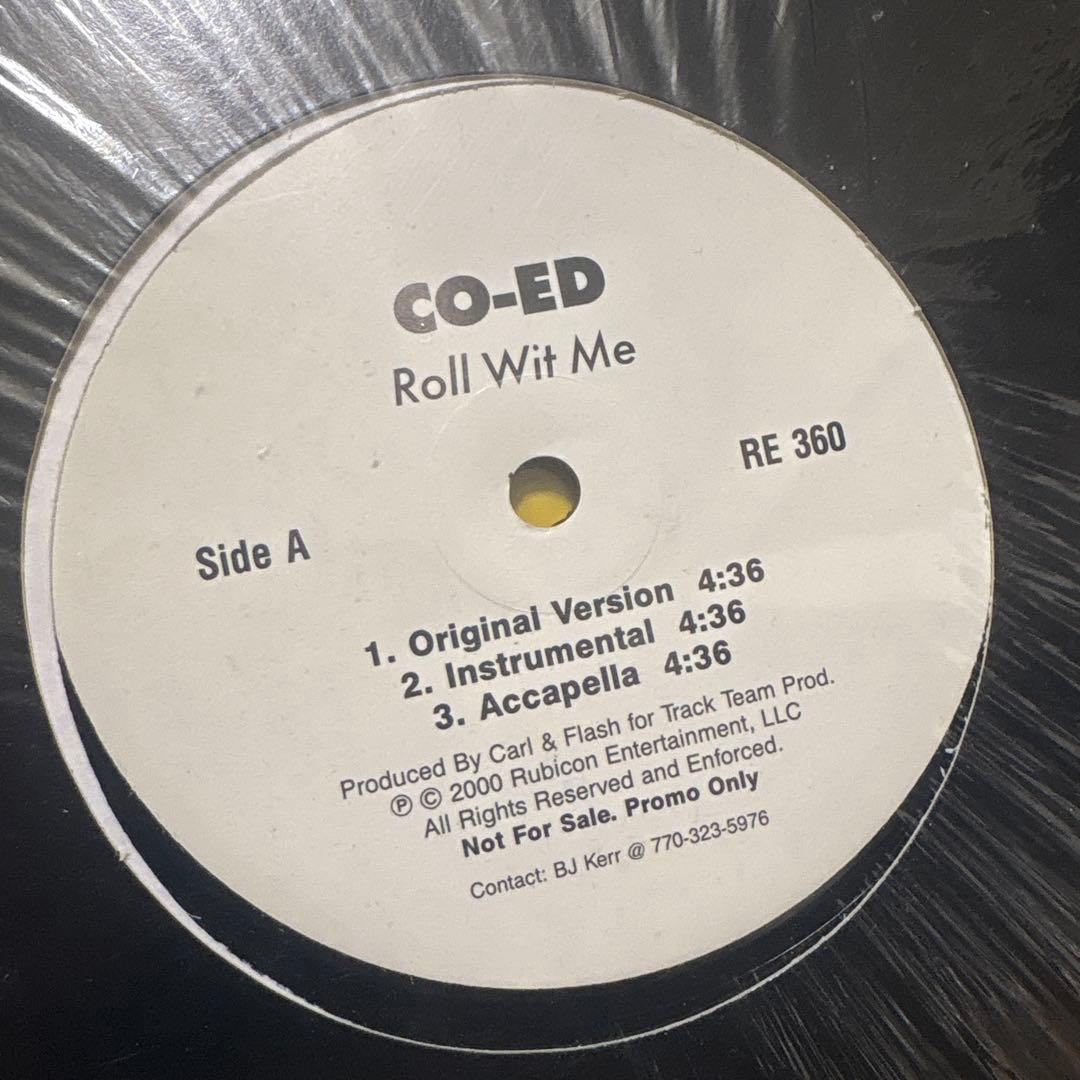 CO-ED
Roll Wit Me
RE 360
Side A
1. Original Version 4:36
2. Instrumental 4:36
3. Accapella 4:36
Produced By Carl & Flash for Track Team Prod.
℗ © 2000 Rubicon Entertainment, LLC
All Rights Reserved and Enforced.
Not For Sale. Promo Only
Contact: BJ Kerr @ 770-323-5976